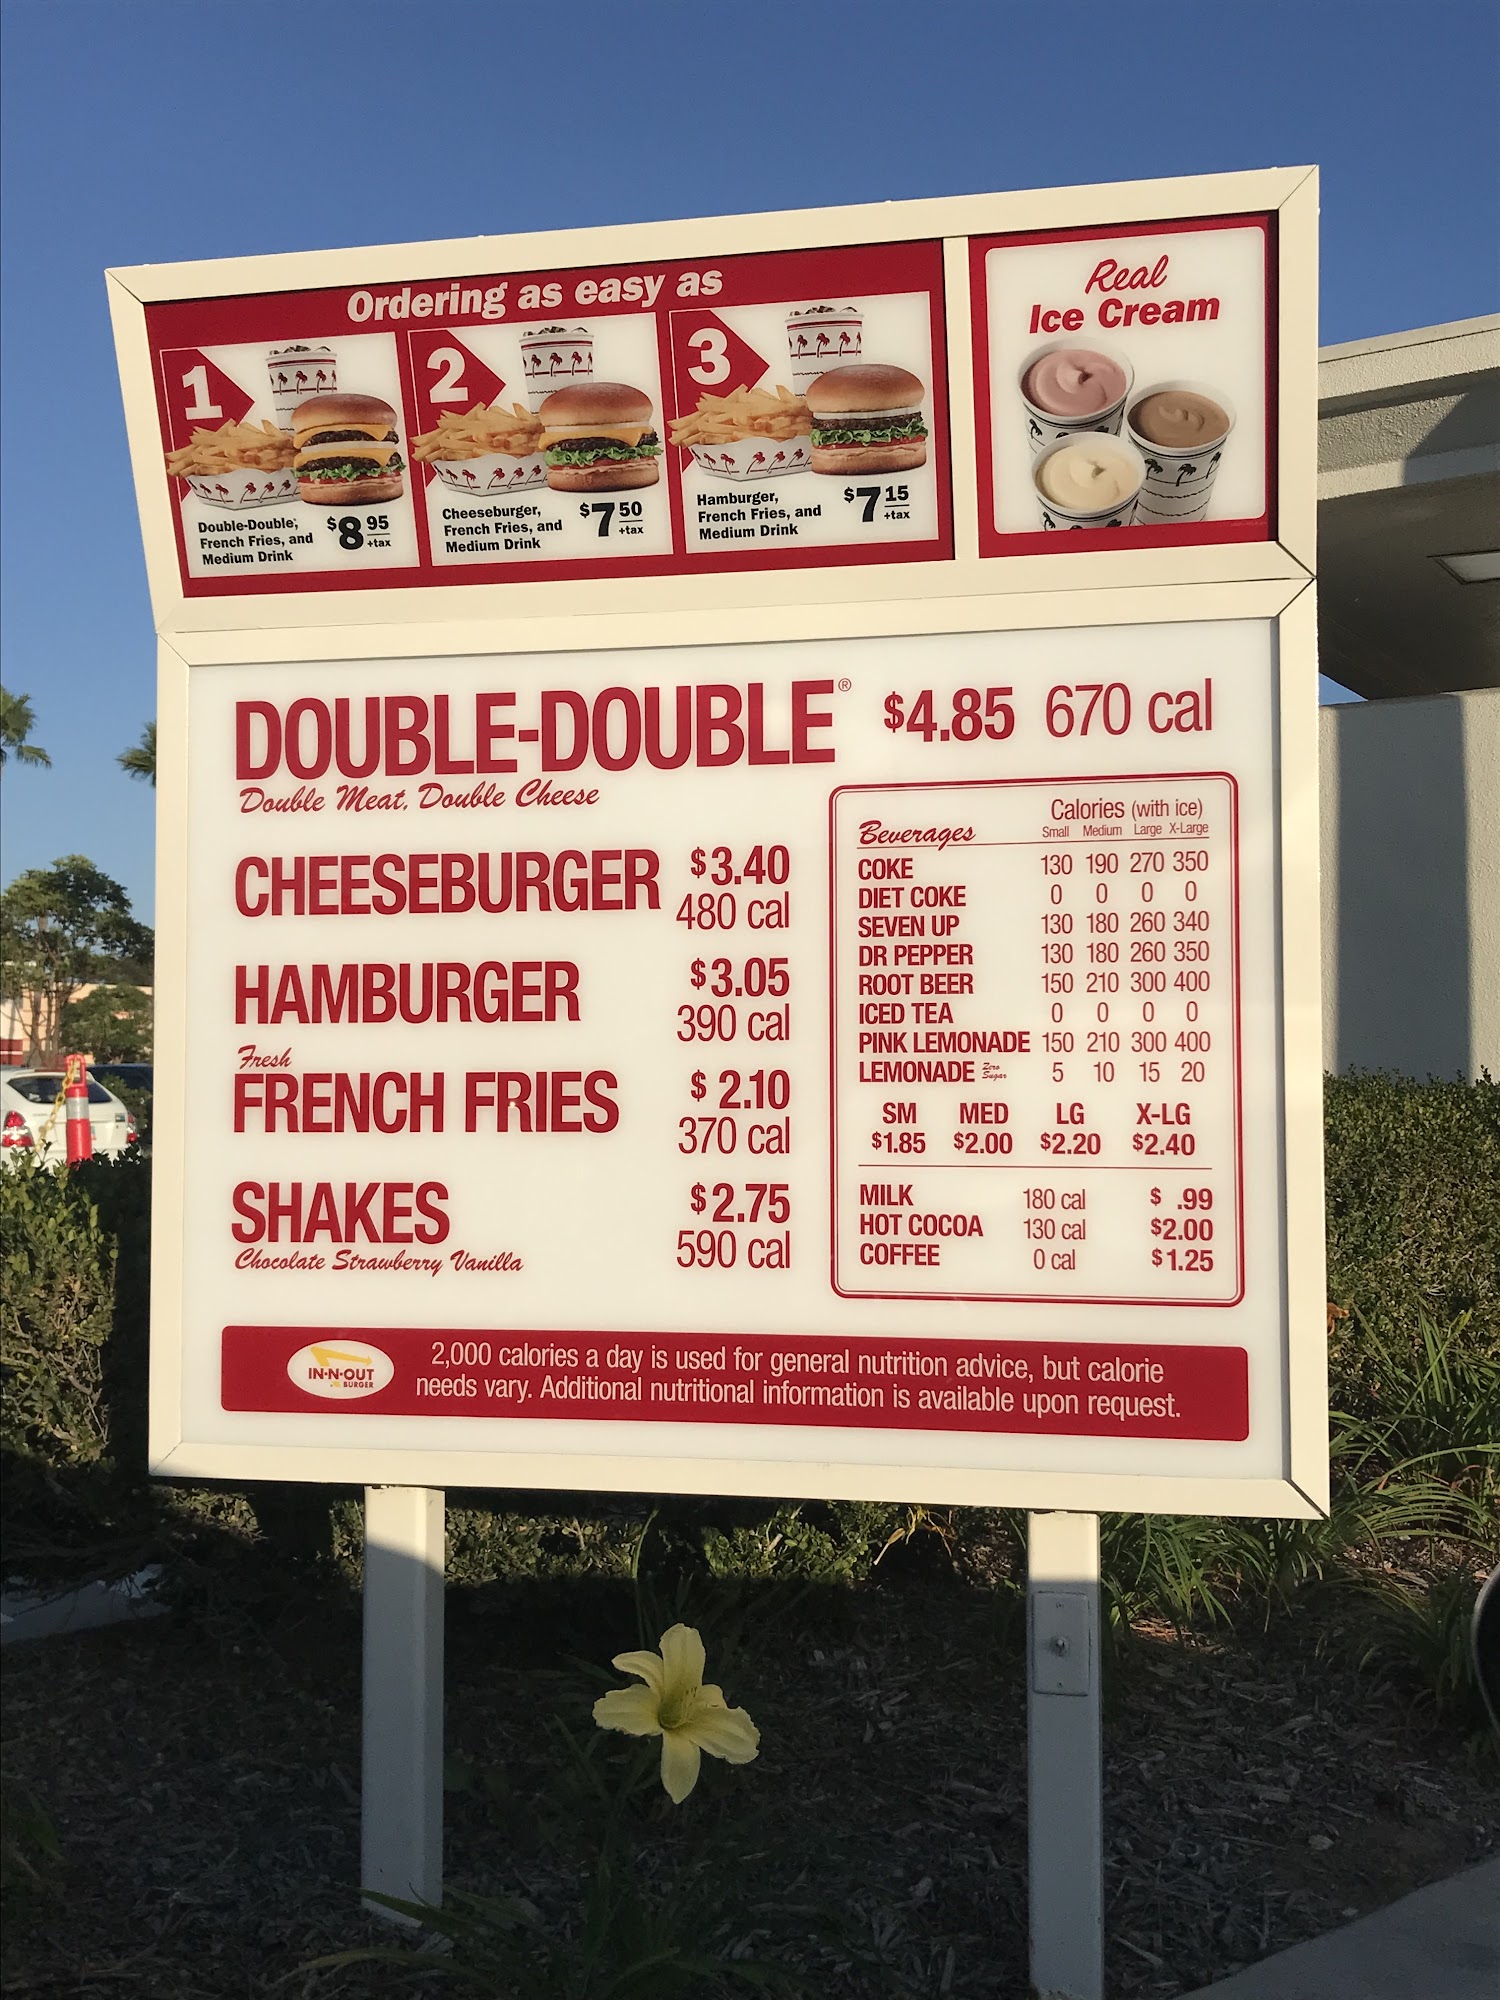 Ordering as easy as
1
Double-Double,
French Fries, and
Medium Drink
$8 95
+tax
2
Cheeseburger,
French Fries, and
Medium Drink
$7 50
+tax
3
Hamburger,
French Fries, and
Medium Drink
$7 15
+tax
Real
Ice Cream
DOUBLE-DOUBLE® $4.85 670 cal
Double Meat, Double Cheese
CHEESEBURGER $3.40
480 cal
HAMBURGER $3.05
390 cal
Fresh
FRENCH FRIES $2.10
370 cal
SHAKES $2.75
Chocolate Strawberry Vanilla 590 cal
Calories (with ice)
Beverages Small Medium Large X-Large
COKE 130 190 270 350
DIET COKE 0 0 0 0
SEVEN UP 130 180 260 340
DR PEPPER 130 180 260 350
ROOT BEER 150 210 300 400
ICED TEA 0 0 0 0
PINK LEMONADE 150 210 300 400
LEMONADE Zero Sugar 5 10 15 20
SM MED LG X-LG
$1.85 $2.00 $2.20 $2.40
MILK 180 cal $ .99
HOT COCOA 130 cal $2.00
COFFEE 0 cal $1.25
IN-N-OUT
BURGER
2,000 calories a day is used for general nutrition advice, but calorie
needs vary. Additional nutritional information is available upon request.